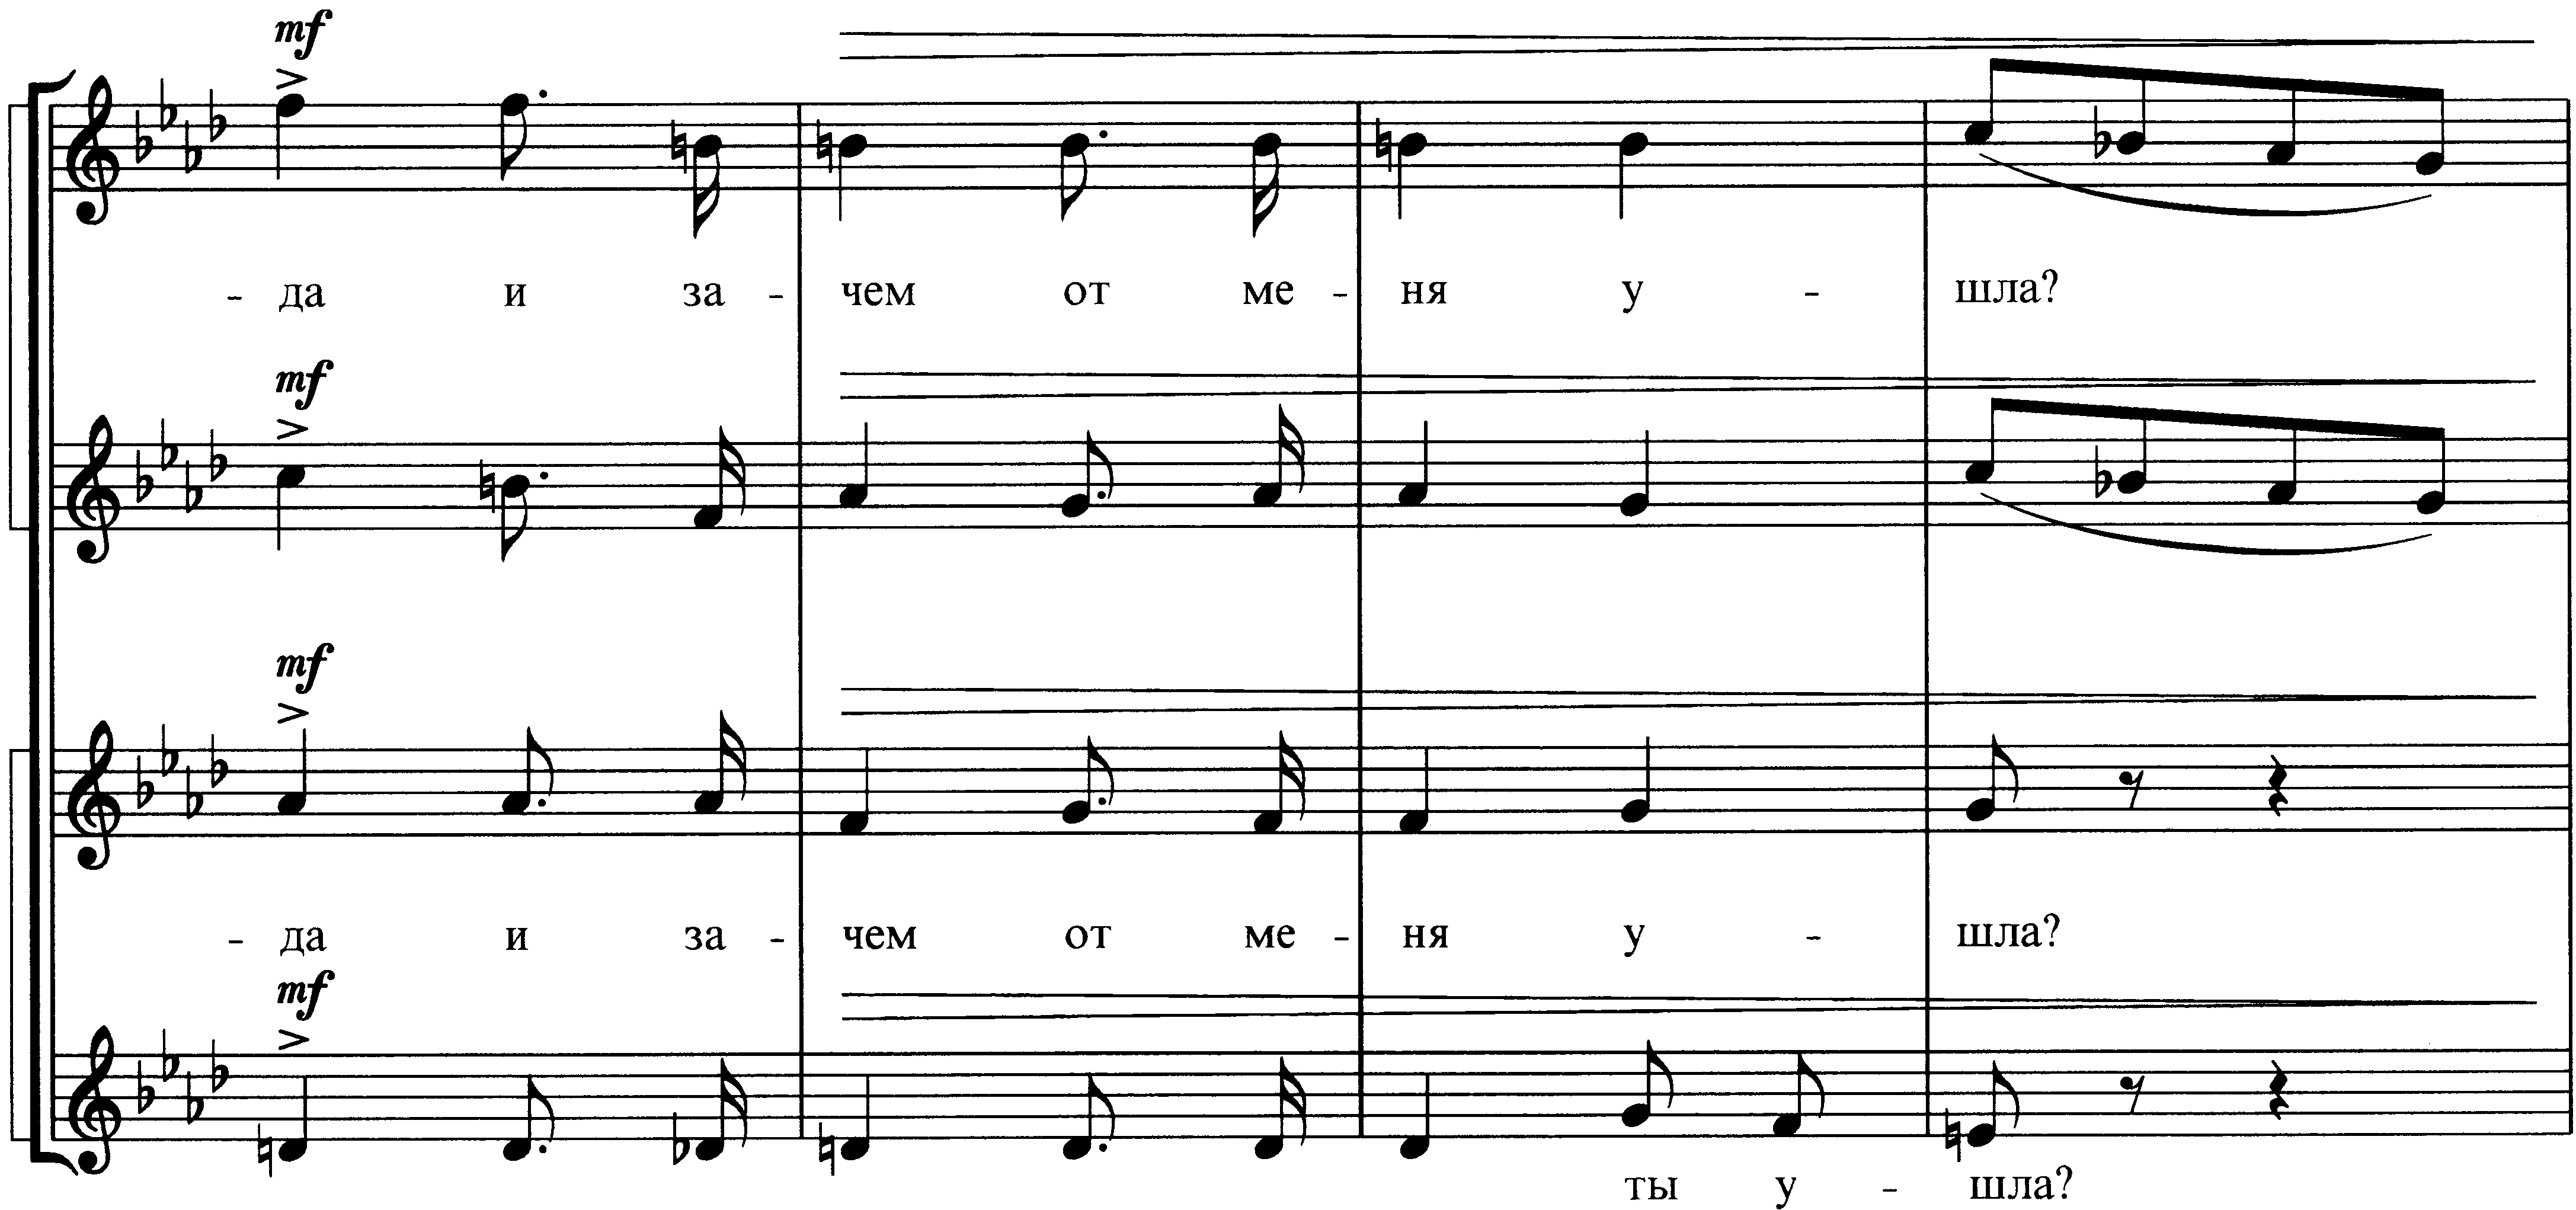 mf
- да и за - чем от ме - ня у - шла?
mf
mf
- да и за - чем от ме - ня у - шла?
mf
ты у - шла?